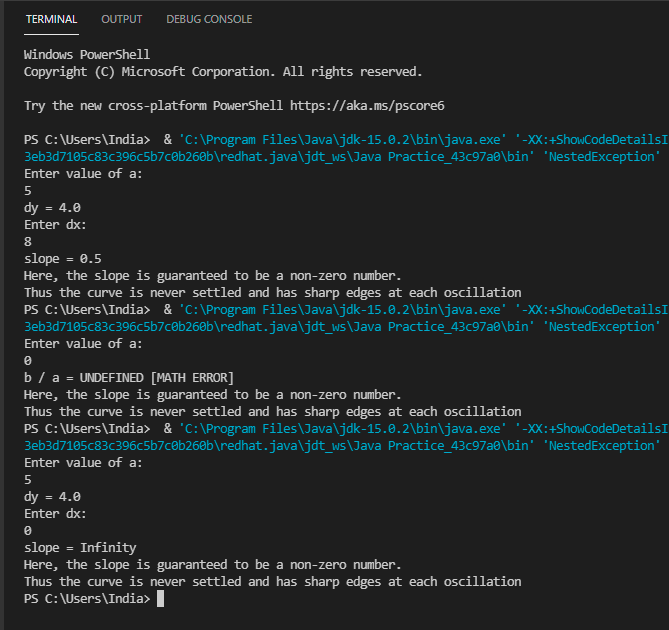 TERMINAL OUTPUT DEBUG CONSOLE
Windows PowerShell
Copyright (C) Microsoft Corporation. All rights reserved.
Try the new cross-platform PowerShell https://aka.ms/pscore6
PS C:\Users\India>  & 'C:\Program Files\Java\jdk-15.0.2\bin\java.exe' '-XX:+ShowCodeDetailsI
3eb3d7105c83c396c5b7c0b260b\redhat.java\jdt_ws\Java Practice_43c97a0\bin' 'NestedException'
Enter value of a:
5
dy = 4.0
Enter dx:
8
slope = 0.5
Here, the slope is guaranteed to be a non-zero number.
Thus the curve is never settled and has sharp edges at each oscillation
PS C:\Users\India>  & 'C:\Program Files\Java\jdk-15.0.2\bin\java.exe' '-XX:+ShowCodeDetailsI
3eb3d7105c83c396c5b7c0b260b\redhat.java\jdt_ws\Java Practice_43c97a0\bin' 'NestedException'
Enter value of a:
0
b / a = UNDEFINED [MATH ERROR]
Here, the slope is guaranteed to be a non-zero number.
Thus the curve is never settled and has sharp edges at each oscillation
PS C:\Users\India>  & 'C:\Program Files\Java\jdk-15.0.2\bin\java.exe' '-XX:+ShowCodeDetailsI
3eb3d7105c83c396c5b7c0b260b\redhat.java\jdt_ws\Java Practice_43c97a0\bin' 'NestedException'
Enter value of a:
5
dy = 4.0
Enter dx:
0
slope = Infinity
Here, the slope is guaranteed to be a non-zero number.
Thus the curve is never settled and has sharp edges at each oscillation
PS C:\Users\India>